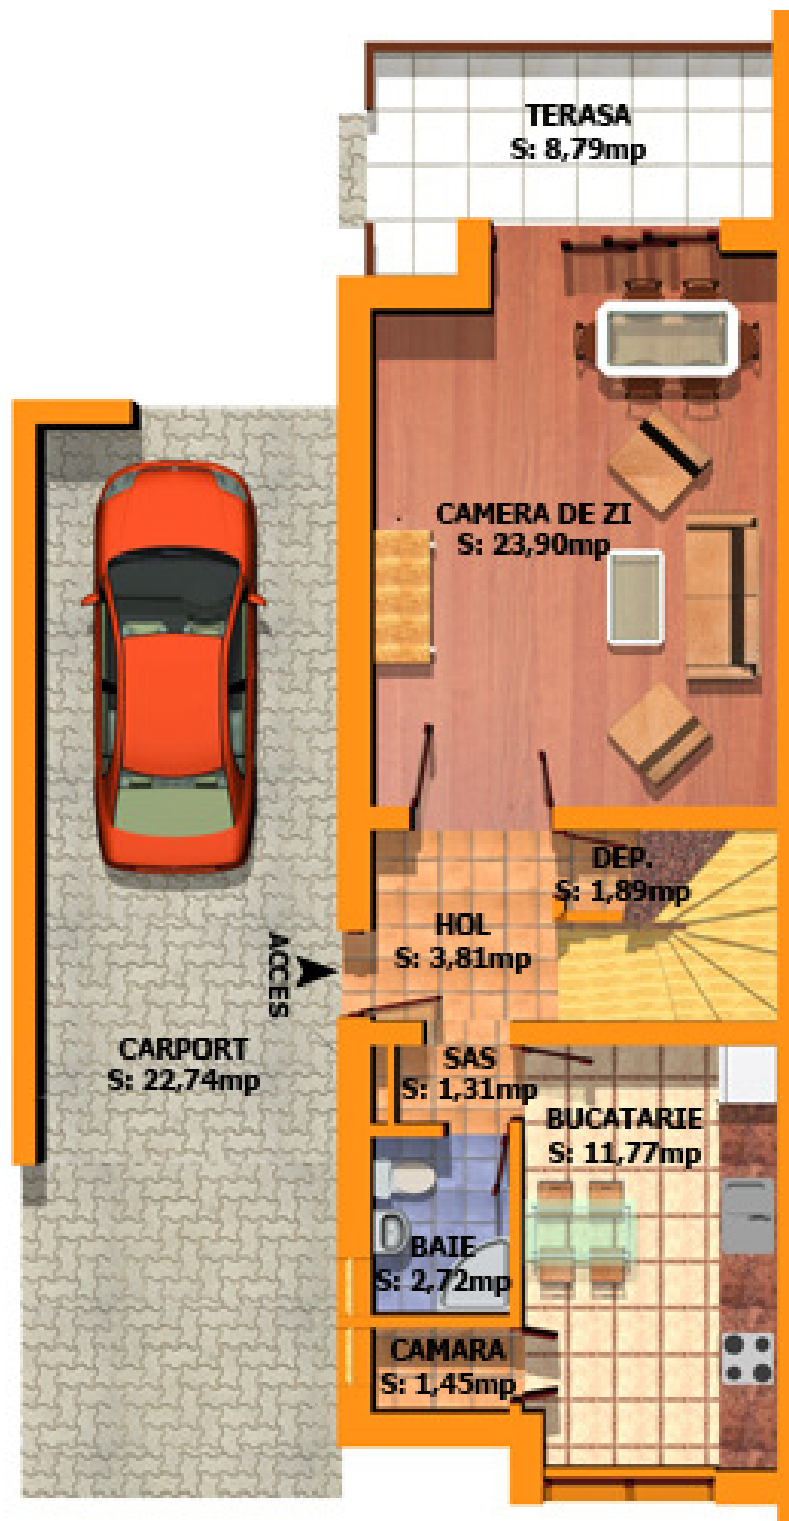 TERASA
S: 8,79mp
CAMERA DE ZI
S: 23,90mp
DEP.
S: 1,89mp
HOL
S: 3,81mp
ACCES
CARPORT
S: 22,74mp
SAS
S: 1,31mp
BUCATARIE
S: 11,77mp
BAIE
S: 2,72mp
CAMARA
S: 1,45mp